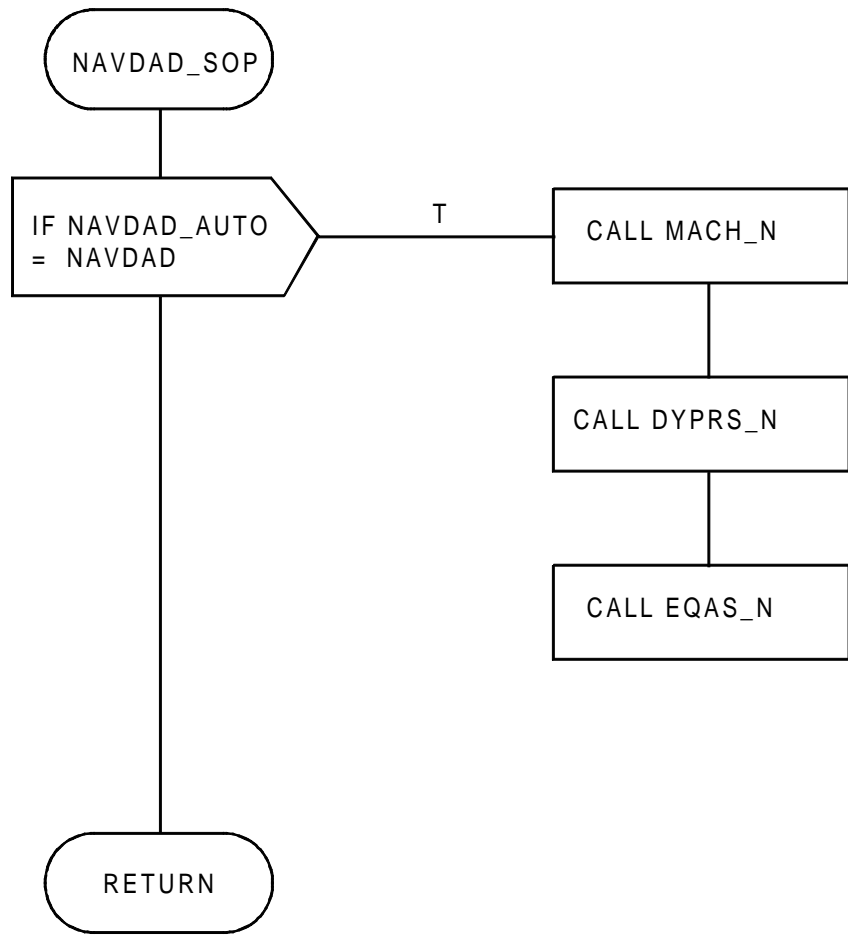 NAVDAD_SOP
IF NAVDAD_AUTO
= NAVDAD
T
CALL MACH_N
CALL DYPRS_N
CALL EQAS_N
RETURN